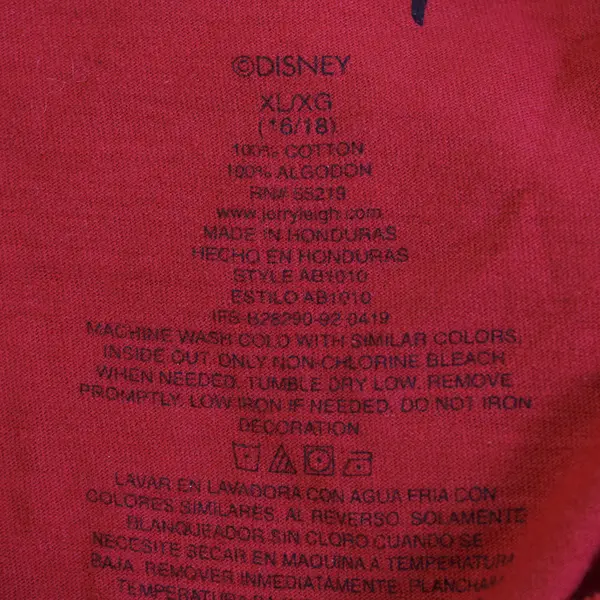 ©DISNEY
XL/XG
(16/18)
100% COTTON
100% ALGODON
RN# 65219
www.jerryleigh.com
MADE IN HONDURAS
HECHO EN HONDURAS
STYLE AB1010
ESTILO AB1010
IFS-B28290-92-0419
MACHINE WASH COLD WITH SIMILAR COLORS,
INSIDE OUT. ONLY NON-CHLORINE BLEACH
WHEN NEEDED. TUMBLE DRY LOW. REMOVE
PROMPTLY. LOW IRON IF NEEDED. DO NOT IRON
DECORATION.
LAVAR EN LAVADORA CON AGUA FRIA CON
COLORES SIMILARES, AL REVERSO. SOLAMENTE
BLANQUEADOR SIN CLORO CUANDO SE
NECESITE SECAR EN MAQUINA A TEMPERATURA
BAJA. REMOVER INMEDIATAMENTE. PLANCHAR
TEMPERATURA